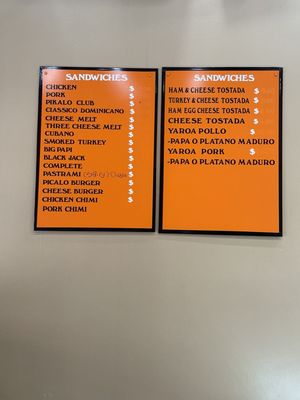 SANDWICHES
CHICKEN $
PORK $
PIKALO CLUB $
CLASSICO DOMINICANO $
CHEESE MELT $
THREE CHEESE MELT $
CUBANO $
SMOKED TURKEY $
BIG PAPI $
BLACK JACK $
COMPLETE $
PASTRAMI $
PICALO BURGER $
CHEESE BURGER $
CHICKEN CHIMI $
PORK CHIMI
SANDWICHES
HAM & CHEESE TOSTADA $
TURKEY & CHEESE TOSTADA $
HAM EGG CHEESE TOSTADA $
CHEESE TOSTADA $
YAROA POLLO $
-PAPA O PLATANO MADURO
YAROA PORK $
-PAPA O PLATANO MADURO